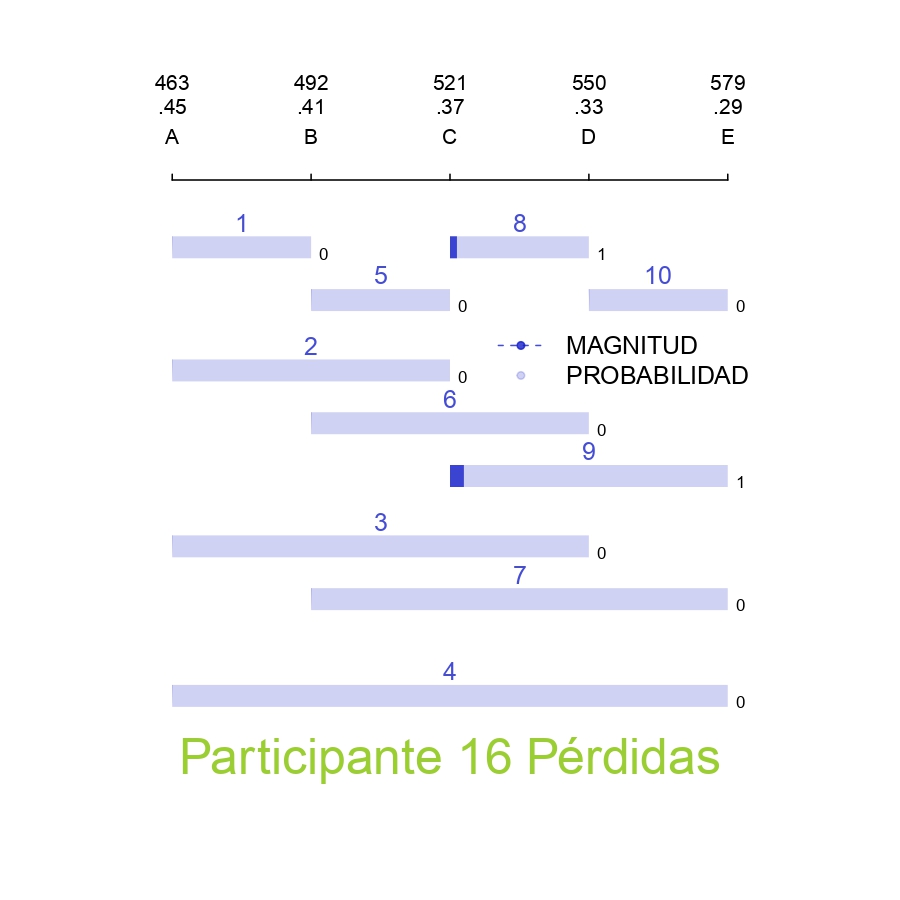 463 492 521 550 579
.45 .41 .37 .33 .29
A B C D E
1 8
0 1
5 10
0 0
2 MAGNITUD
0 PROBABILIDAD
6
0
9
1
3
0
7
0
4
0
Participante 16 Pérdidas